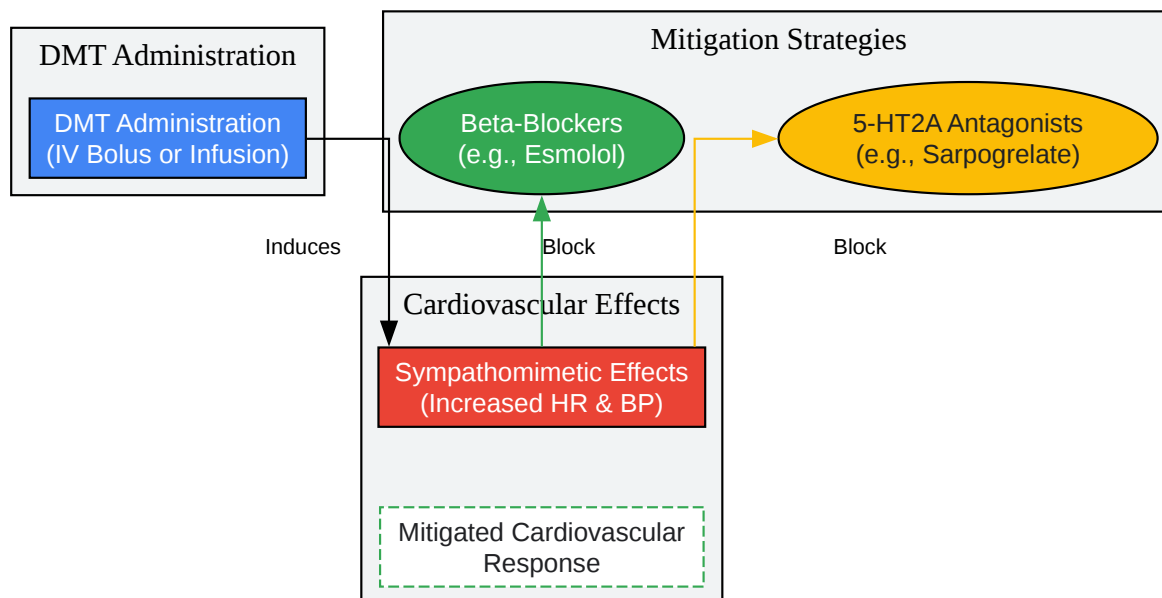 DMT Administration
DMT Administration
(IV Bolus or Infusion)
Mitigation Strategies
Beta-Blockers
(e.g., Esmolol)
5-HT2A Antagonists
(e.g., Sarpogrelate)
Induces
Block
Block
Cardiovascular Effects
Sympathomimetic Effects
(Increased HR & BP)
Mitigated Cardiovascular
Response